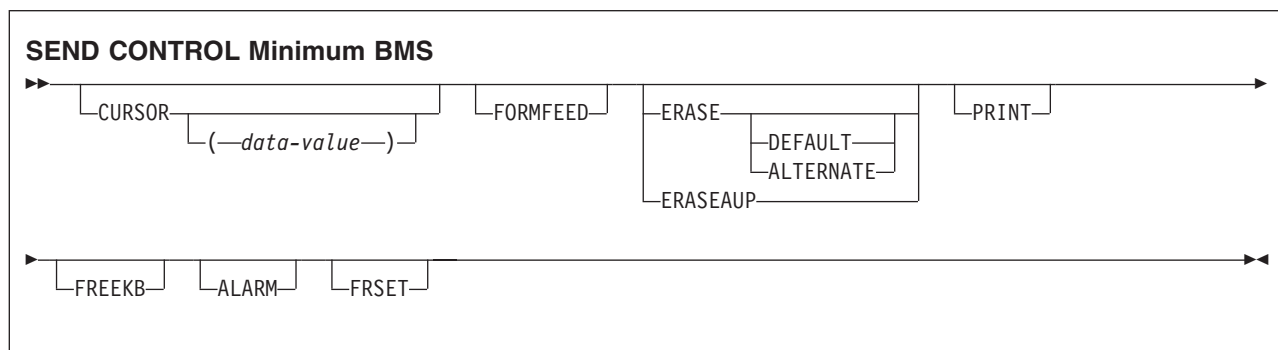 SEND CONTROL Minimum BMS
CURSOR
(data-value)
FORMFEED
ERASE
DEFAULT
ALTERNATE
ERASEAUP
PRINT
FREEKB
ALARM
FRSET